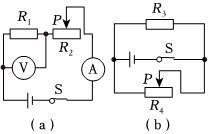 R₁ P R₃
R₂
V A P S
S R₄
(a) (b)